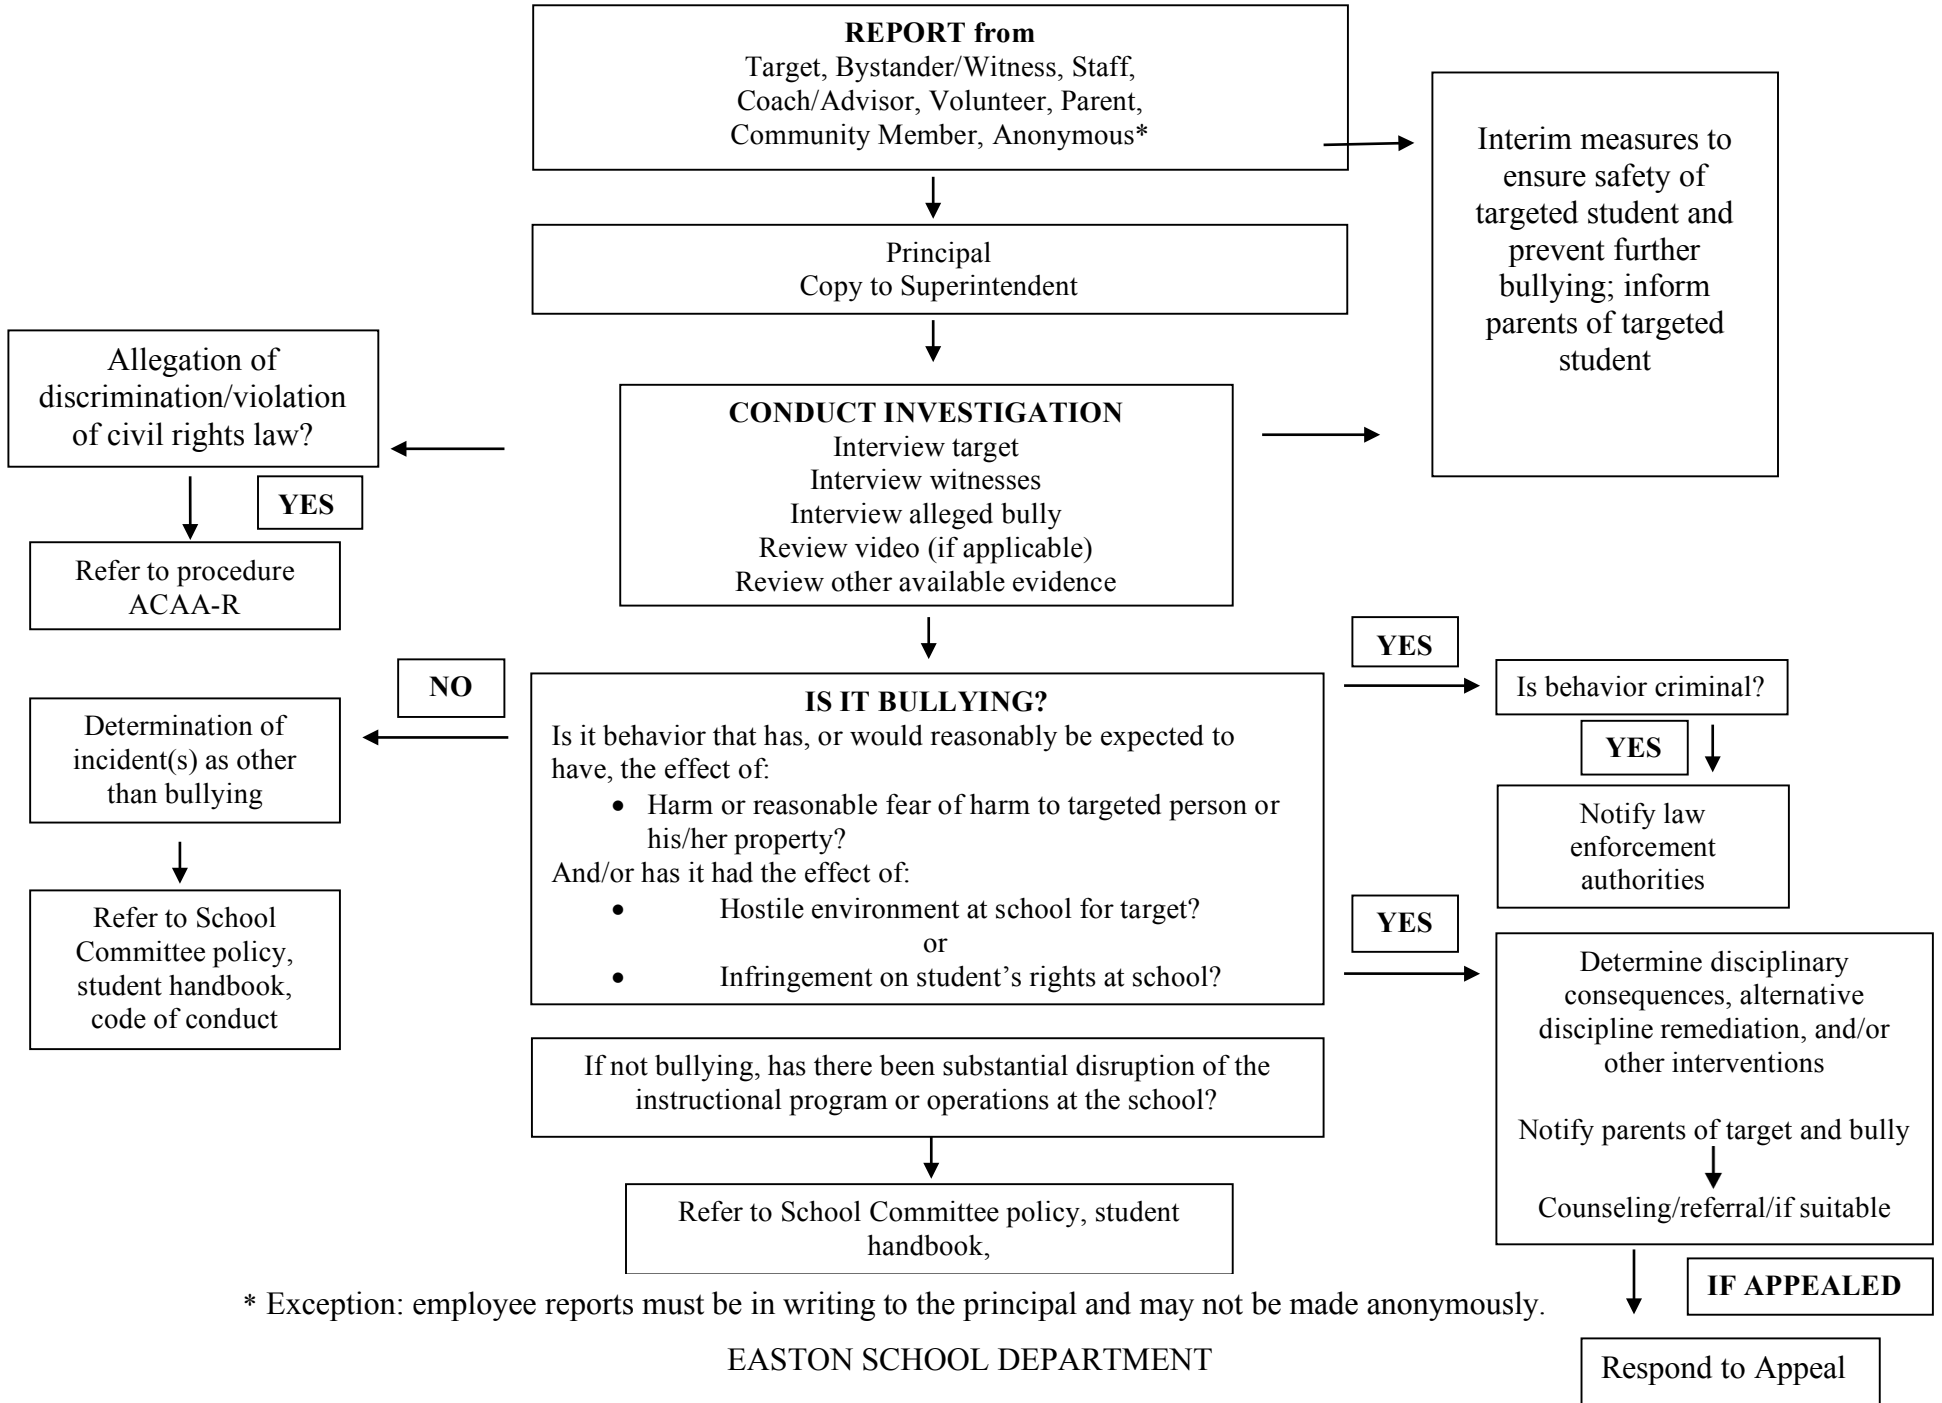 REPORT from
Target, Bystander/Witness, Staff,
Coach/Advisor, Volunteer, Parent,
Community Member, Anonymous*
Interim measures to
ensure safety of
targeted student and
prevent further
bullying; inform
parents of targeted
student
Principal
Copy to Superintendent
Allegation of
discrimination/violation
of civil rights law?
YES
Refer to procedure
ACAA-R
CONDUCT INVESTIGATION
Interview target
Interview witnesses
Interview alleged bully
Review video (if applicable)
Review other available evidence
NO
Determination of
incident(s) as other
than bullying
Refer to School
Committee policy,
student handbook,
code of conduct
IS IT BULLYING?
Is it behavior that has, or would reasonably be expected to
have, the effect of:
• Harm or reasonable fear of harm to targeted person or
his/her property?
And/or has it had the effect of:
• Hostile environment at school for target?
or
• Infringement on student’s rights at school?
YES
Is behavior criminal?
YES
Notify law
enforcement
authorities
YES
Determine disciplinary
consequences, alternative
discipline remediation, and/or
other interventions
Notify parents of target and bully
Counseling/referral/if suitable
If not bullying, has there been substantial disruption of the
instructional program or operations at the school?
Refer to School Committee policy, student
handbook,
IF APPEALED
Respond to Appeal
* Exception: employee reports must be in writing to the principal and may not be made anonymously.
EASTON SCHOOL DEPARTMENT